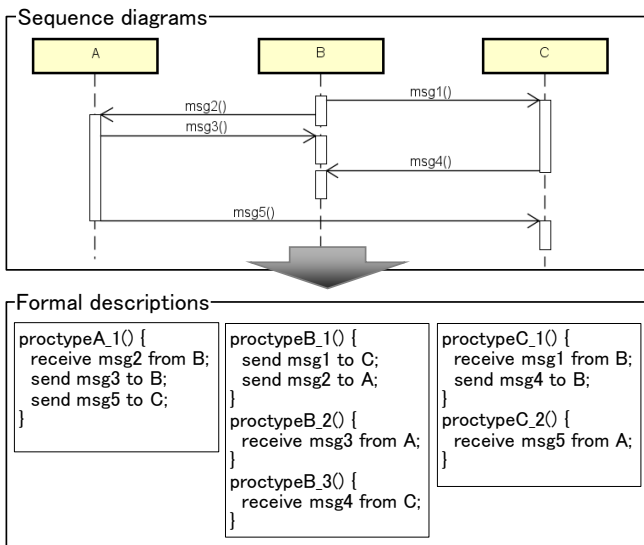 Sequence diagrams
A
B
C
msg1()
msg2()
msg3()
msg4()
msg5()
Formal descriptions
proctypeA_1() {
receive msg2 from B;
send msg3 to B;
send msg5 to C;
}
proctypeB_1() {
send msg1 to C;
send msg2 to A;
}
proctypeB_2() {
receive msg3 from A;
}
proctypeB_3() {
receive msg4 from C;
}
proctypeC_1() {
receive msg1 from B;
send msg4 to B;
}
proctypeC_2() {
receive msg5 from A;
}